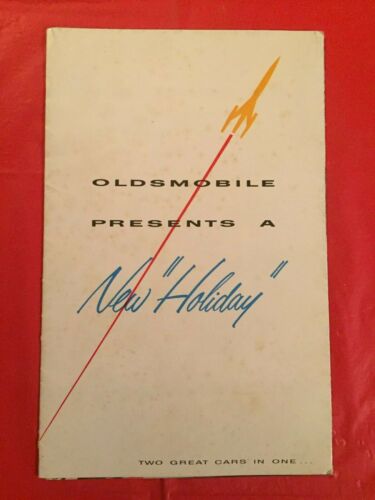 OLDSMOBILE
PRESENTS A
New "Holiday"
TWO GREAT CARS IN ONE...